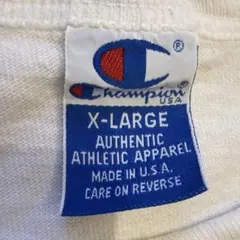 ®
Champion
USA
X-LARGE
AUTHENTIC
ATHLETIC APPAREL
MADE IN U.S.A.
CARE ON REVERSE